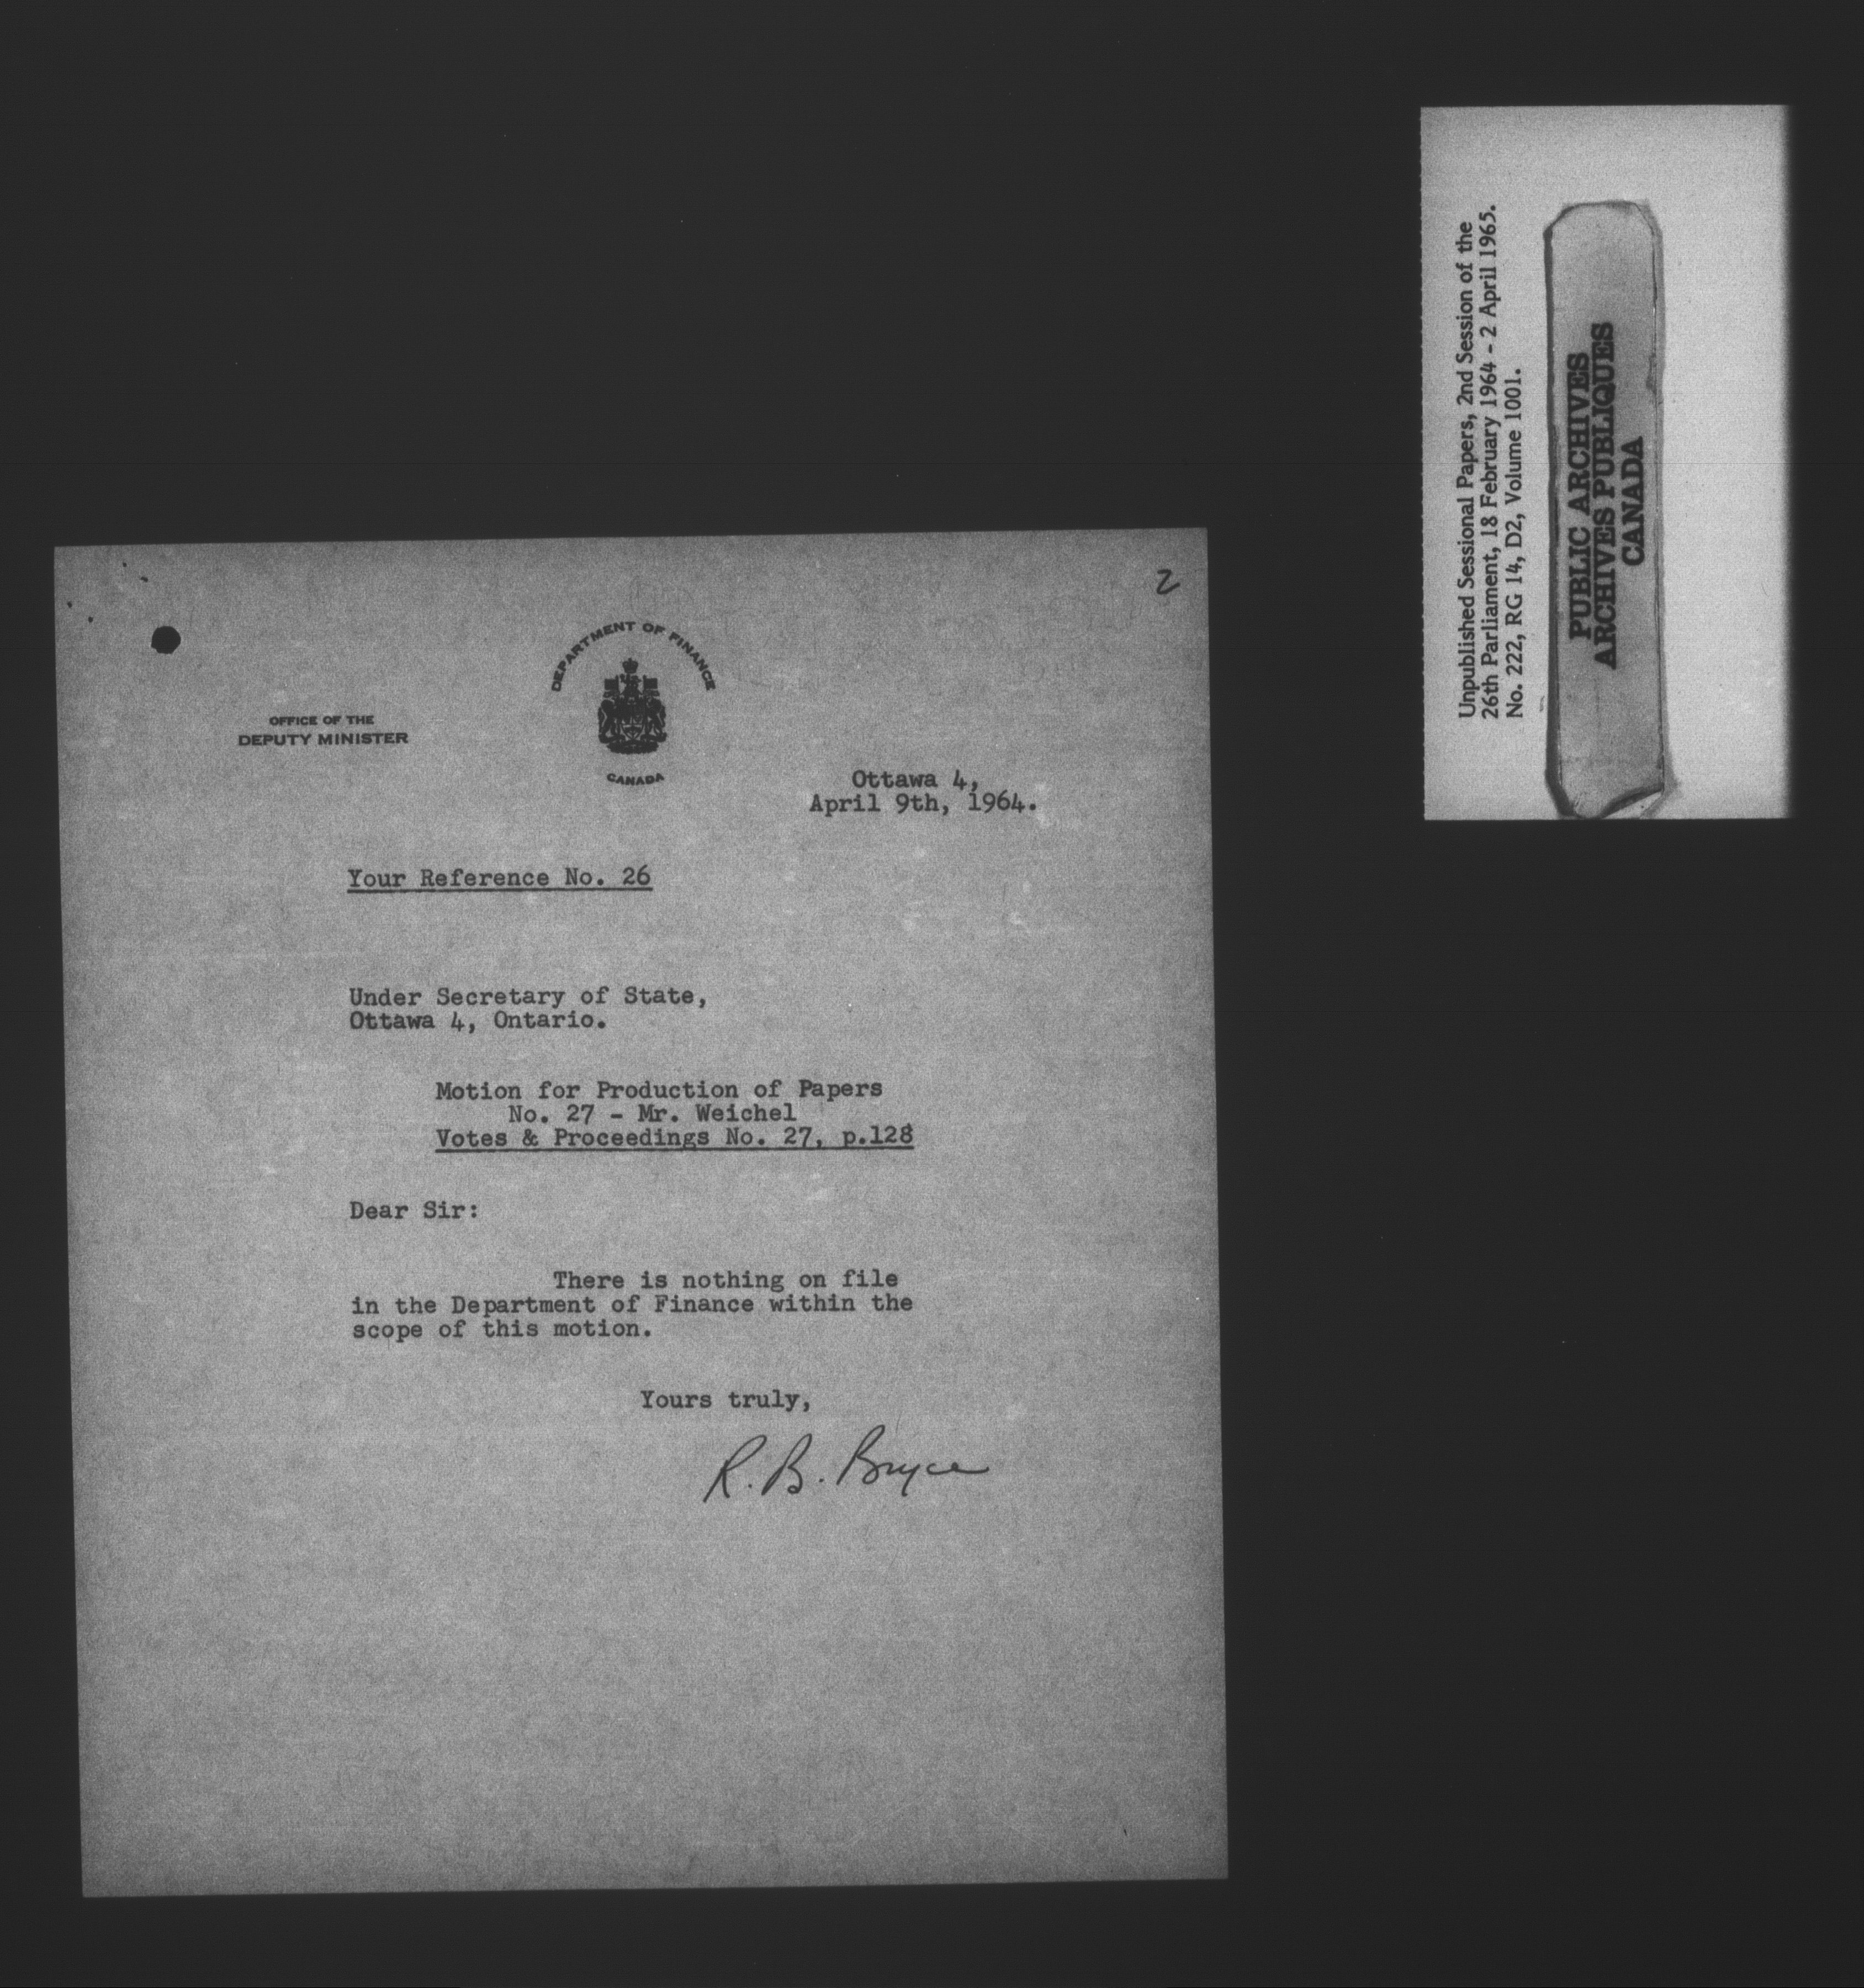 2
DEPARTMENT OF FINANCE
OFFICE OF THE
DEPUTY MINISTER
CANADA
Ottawa 4,
April 9th, 1964.
Your Reference No. 26
Under Secretary of State,
Ottawa 4, Ontario.
Motion for Production of Papers
No. 27 - Mr. Weichel
Votes & Proceedings No. 27, p.128
Dear Sir:
There is nothing on file
in the Department of Finance within the
scope of this motion.
Yours truly,
R. B. Bryce
Unpublished Sessional Papers, 2nd Session of the
26th Parliament, 18 February 1964 - 2 April 1965.
No. 222, RG 14, D2, Volume 1001.
PUBLIC ARCHIVES
ARCHIVES PUBLIQUES
CANADA